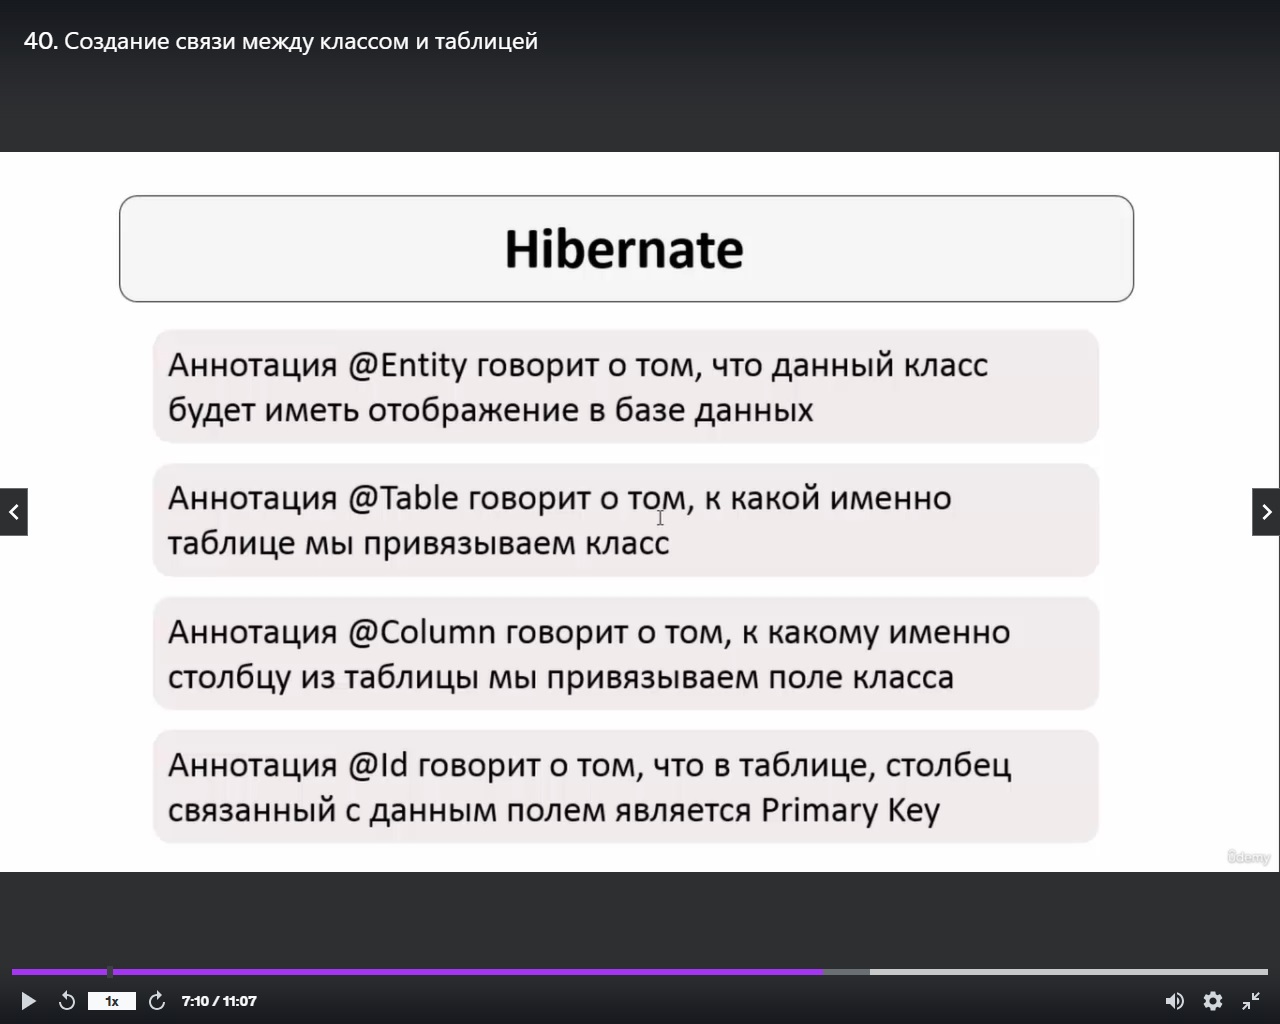 40. Создание связи между классом и таблицей
Hibernate
Аннотация @Entity говорит о том, что данный класс
будет иметь отображение в базе данных
Аннотация @Table говорит о том, к какой именно
таблице мы привязываем класс
Аннотация @Column говорит о том, к какому именно
столбцу из таблицы мы привязываем поле класса
Аннотация @Id говорит о том, что в таблице, столбец
связанный с данным полем является Primary Key
ûdemy
1x
7:10 / 11:07